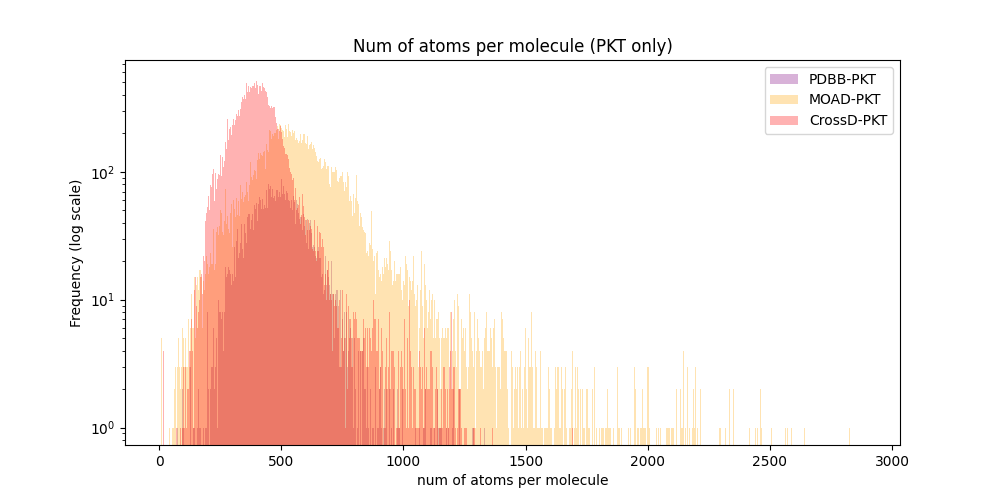 Num of atoms per molecule (PKT only)
PDBB-PKT
MOAD-PKT
CrossD-PKT
Frequency (log scale)
10²
10¹
10⁰
0 500 1000 1500 2000 2500 3000
num of atoms per molecule